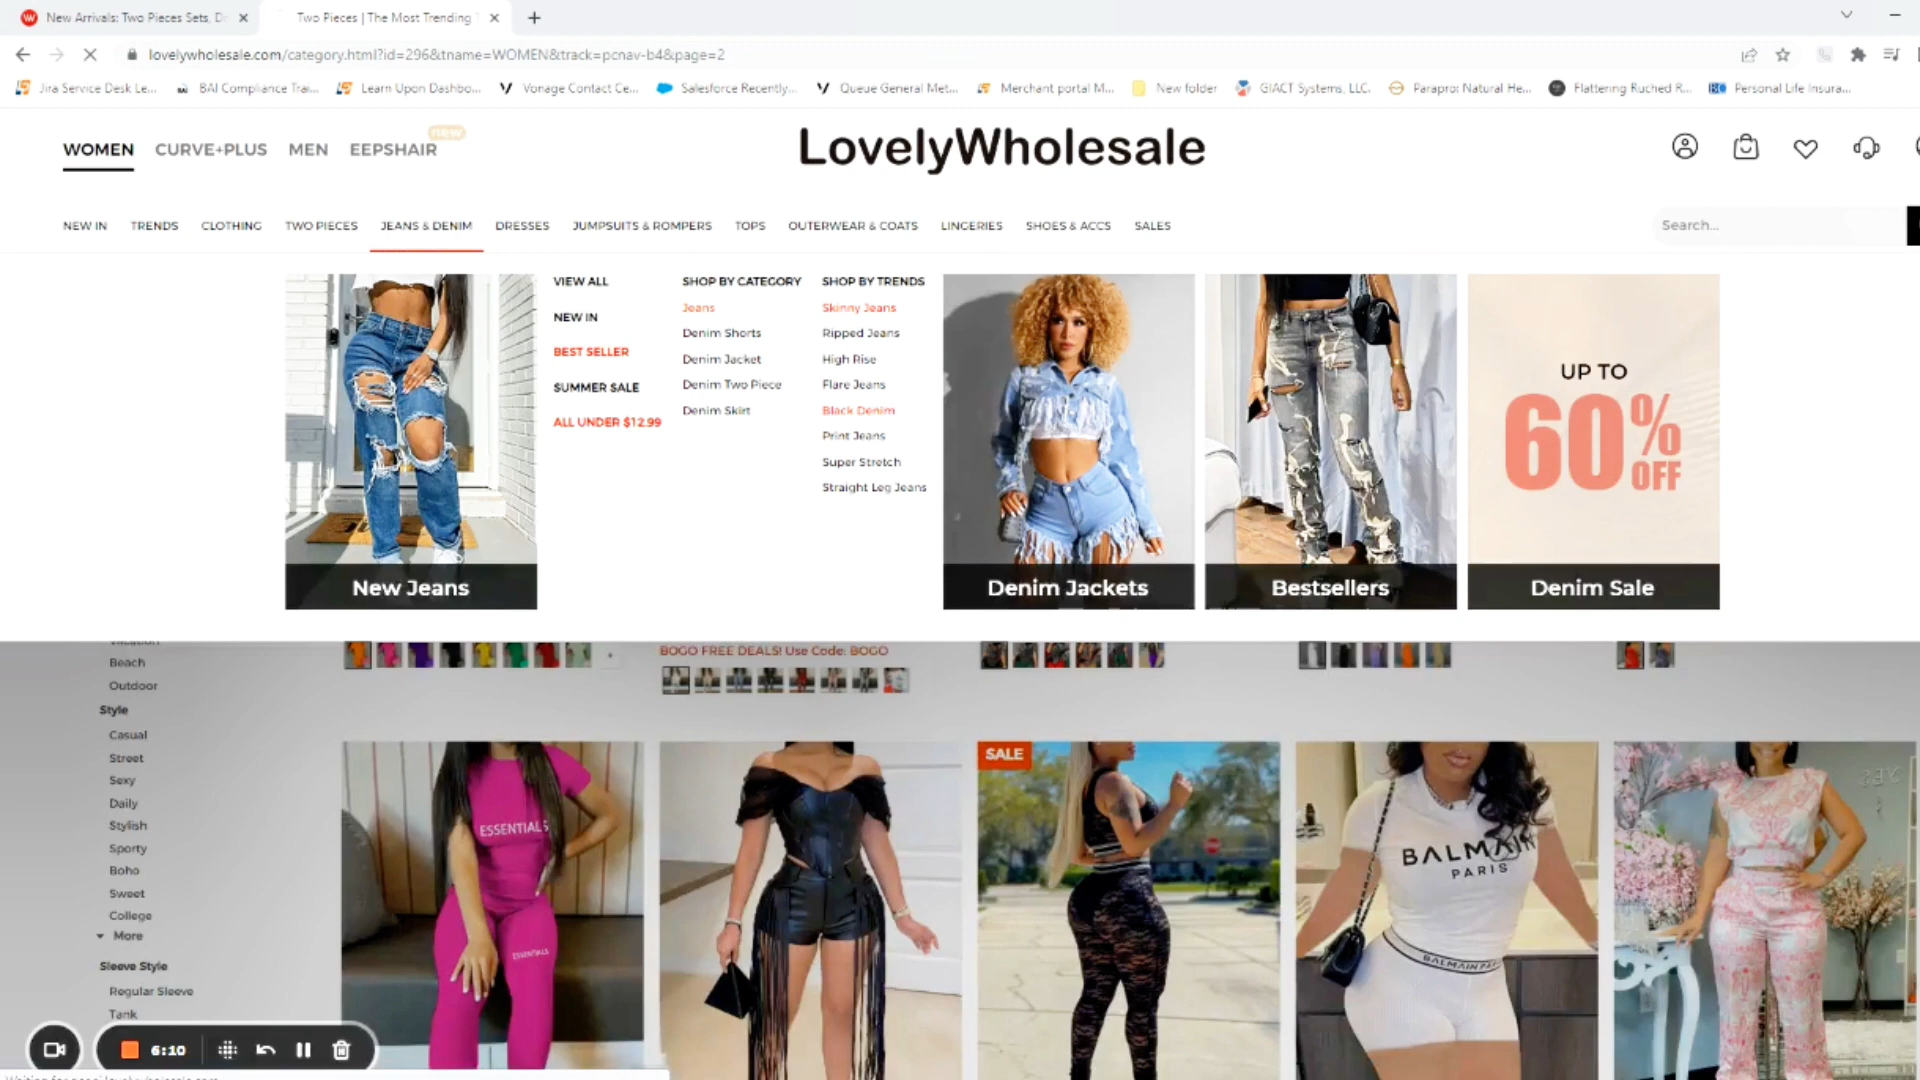 New Arrivals: Two Pieces Sets, Dr
Two Pieces | The Most Trending
lovelywholesale.com/category.html?id=296&tname=WOMEN&track=pcnav-b4&page=2
Jira Service Desk Le...
BAI Compliance Trai...
Learn Upon Dashbo...
Vonage Contact Ce...
Salesforce Recently...
Queue General Met...
Merchant portal M...
New folder
GIACT Systems, LLC.
Parapro: Natural He...
Flattering Ruched R...
Personal Life Insura...
WOMEN
CURVE+PLUS
MEN
EEPSHAIR
new
LovelyWholesale
NEW IN
TRENDS
CLOTHING
TWO PIECES
JEANS & DENIM
DRESSES
JUMPSUITS & ROMPERS
TOPS
OUTERWEAR & COATS
LINGERIES
SHOES & ACCS
SALES
Search...
New Jeans
VIEW ALL
NEW IN
BEST SELLER
SUMMER SALE
ALL UNDER $12.99
SHOP BY CATEGORY
Jeans
Denim Shorts
Denim Jacket
Denim Two Piece
Denim Skirt
SHOP BY TRENDS
Skinny Jeans
Ripped Jeans
High Rise
Flare Jeans
Black Denim
Print Jeans
Super Stretch
Straight Leg Jeans
Denim Jackets
Bestsellers
UP TO
60% OFF
Denim Sale
Vacation
Beach
Outdoor
Style
Casual
Street
Sexy
Daily
Stylish
Sporty
Boho
Sweet
College
More
Sleeve Style
Regular Sleeve
Tank
BOGO FREE DEALS! Use Code: BOGO
ESSENTIALS
ESSENTIALS
SALE
BALMAIN
PARIS
BALMAIN PA
6:10